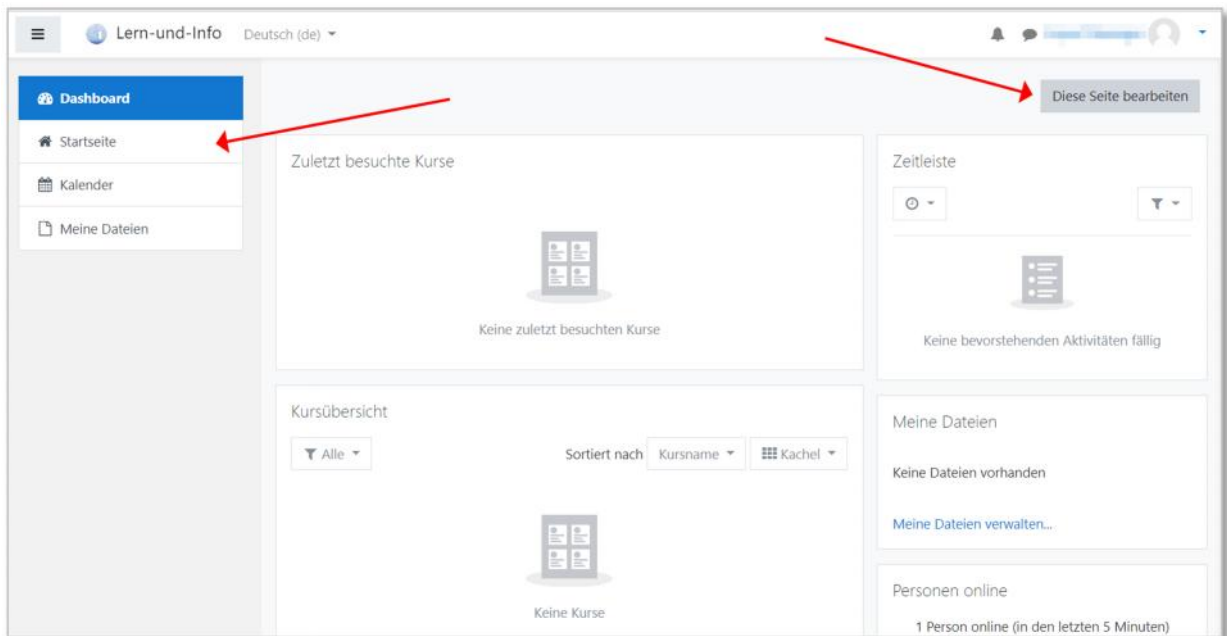 Lern-und-Info Deutsch (de)
Dashboard
Startseite
Kalender
Meine Dateien
Diese Seite bearbeiten
Zuletzt besuchte Kurse
Keine zuletzt besuchten Kurse
Kursübersicht
Alle Sortiert nach Kursname Kachel
Keine Kurse
Zeitleiste
Keine bevorstehenden Aktivitäten fällig
Meine Dateien
Keine Dateien vorhanden
Meine Dateien verwalten...
Personen online
1 Person online (in den letzten 5 Minuten)